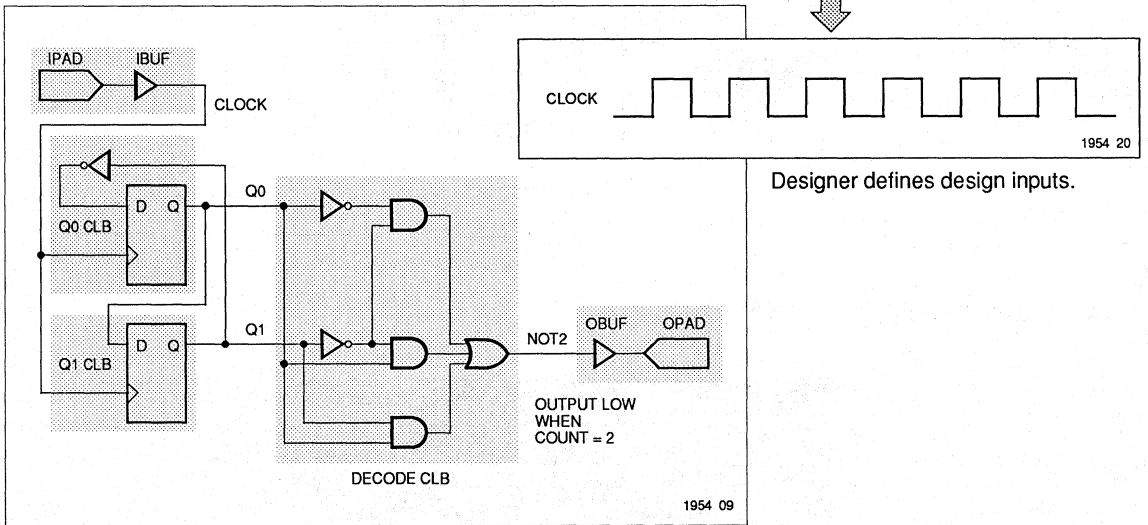 IPAD
IBUF
CLOCK
CLOCK
1954 20
Designer defines design inputs.
D Q
Q0
Q0 CLB
D Q
Q1
Q1 CLB
NOT2
OBUF
OPAD
OUTPUT LOW
WHEN
COUNT = 2
DECODE CLB
1954 09